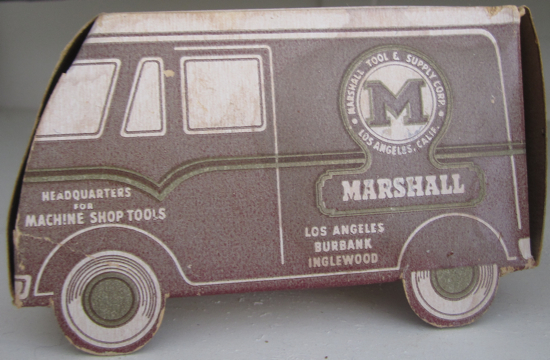 HEADQUARTERS
FOR
MACHINE SHOP TOOLS
MARSHALL TOOL & SUPPLY CORP.
M
LOS ANGELES, CALIF.
MARSHALL
LOS ANGELES
BURBANK
INGLEWOOD